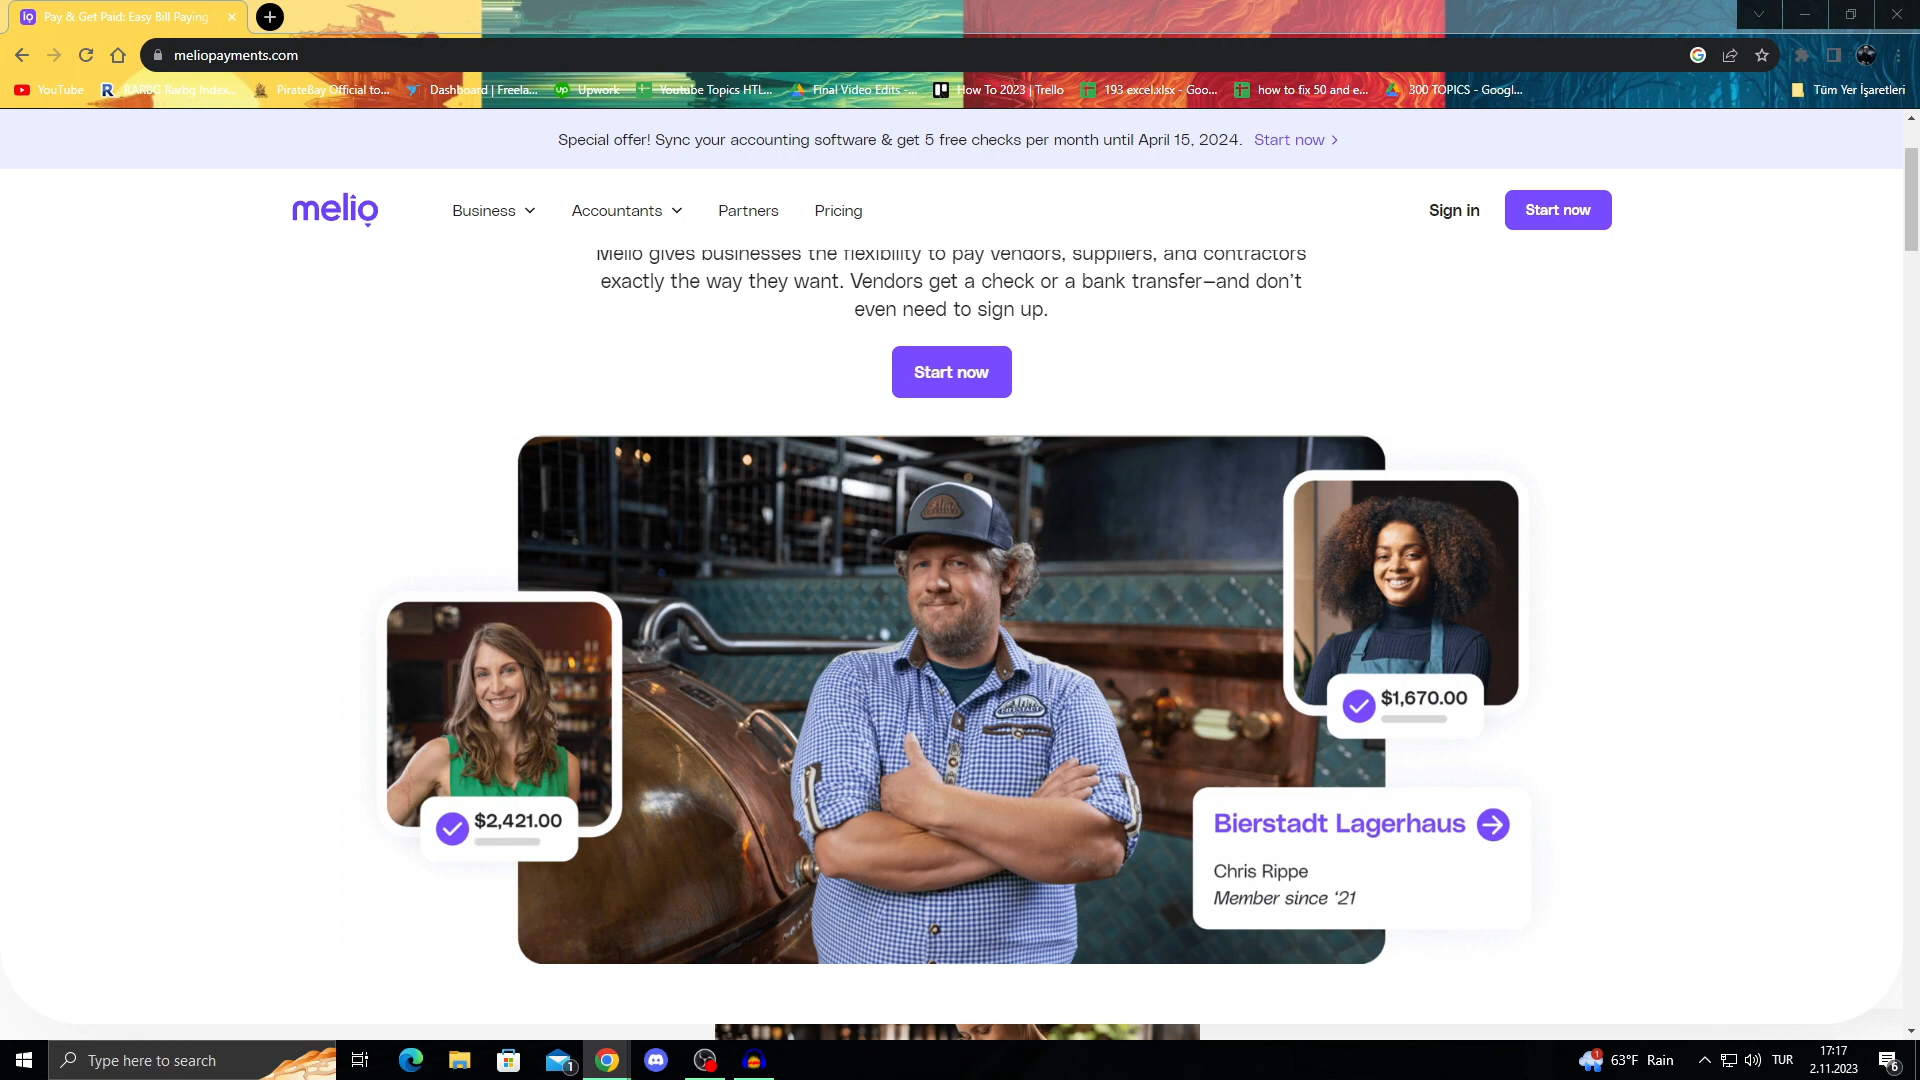 Pay & Get Paid: Easy Bill Paying
meliopayments.com
YouTube RARBG Rarbg Index... PirateBay Official to... Dashboard | Freela... Upwork Youtube Topics HTL... Final Video Edits -... How To 2023 | Trello 193 excel.xlsx - Goo... how to fix 50 and e... 300 TOPICS - Googl... Tüm Yer İşaretleri
Special offer! Sync your accounting software & get 5 free checks per month until April 15, 2024. Start now >
melio Business Accountants Partners Pricing Sign in Start now
Melio gives businesses the flexibility to pay vendors, suppliers, and contractors
exactly the way they want. Vendors get a check or a bank transfer—and don't
even need to sign up.
Start now
$1,670.00
BIERSTADT
$2,421.00
Bierstadt Lagerhaus
Chris Rippe
Member since '21
Type here to search 1 1 63°F Rain TUR 17:17
2.11.2023 6